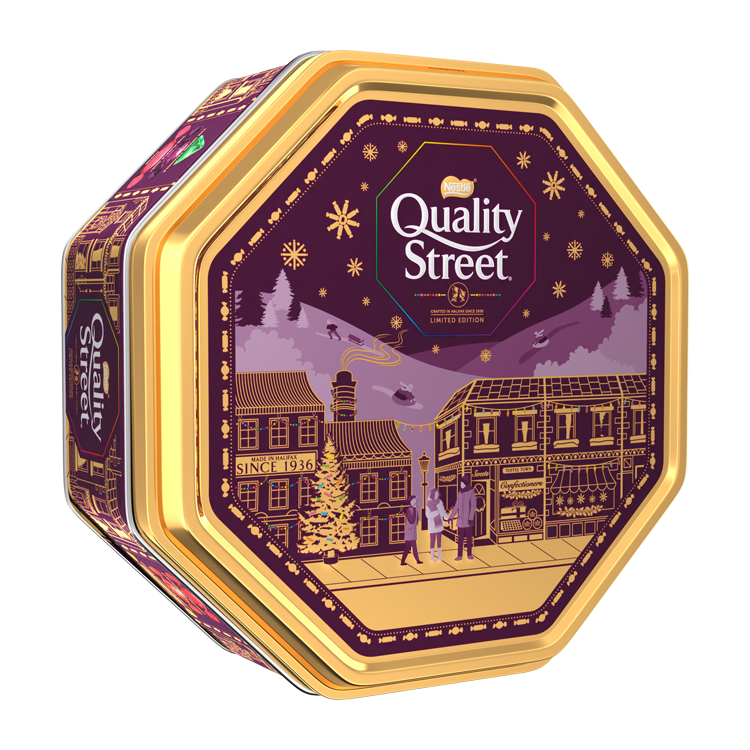 Nestlé
Quality
Street
CRAFTED IN HALIFAX SINCE 1936
LIMITED EDITION
MADE IN HALIFAX
SINCE 1936
Sweets
TOFFEE TOWN
Confectioners
Quality
Street